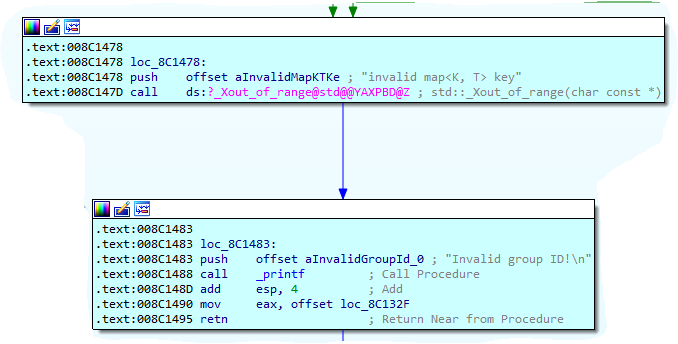 .text:008C1478
.text:008C1478 loc_8C1478:
.text:008C1478 push offset aInvalidMapKTKe ; "invalid map<K, T> key"
.text:008C147D call ds:?_Xout_of_range@std@@YAXPBD@Z ; std::_Xout_of_range(char const *)
.text:008C1483
.text:008C1483 loc_8C1483:
.text:008C1483 push offset aInvalidGroupId_0 ; "Invalid group ID!\n"
.text:008C1488 call _printf ; Call Procedure
.text:008C148D add esp, 4 ; Add
.text:008C1490 mov eax, offset loc_8C132F
.text:008C1495 retn ; Return Near from Procedure